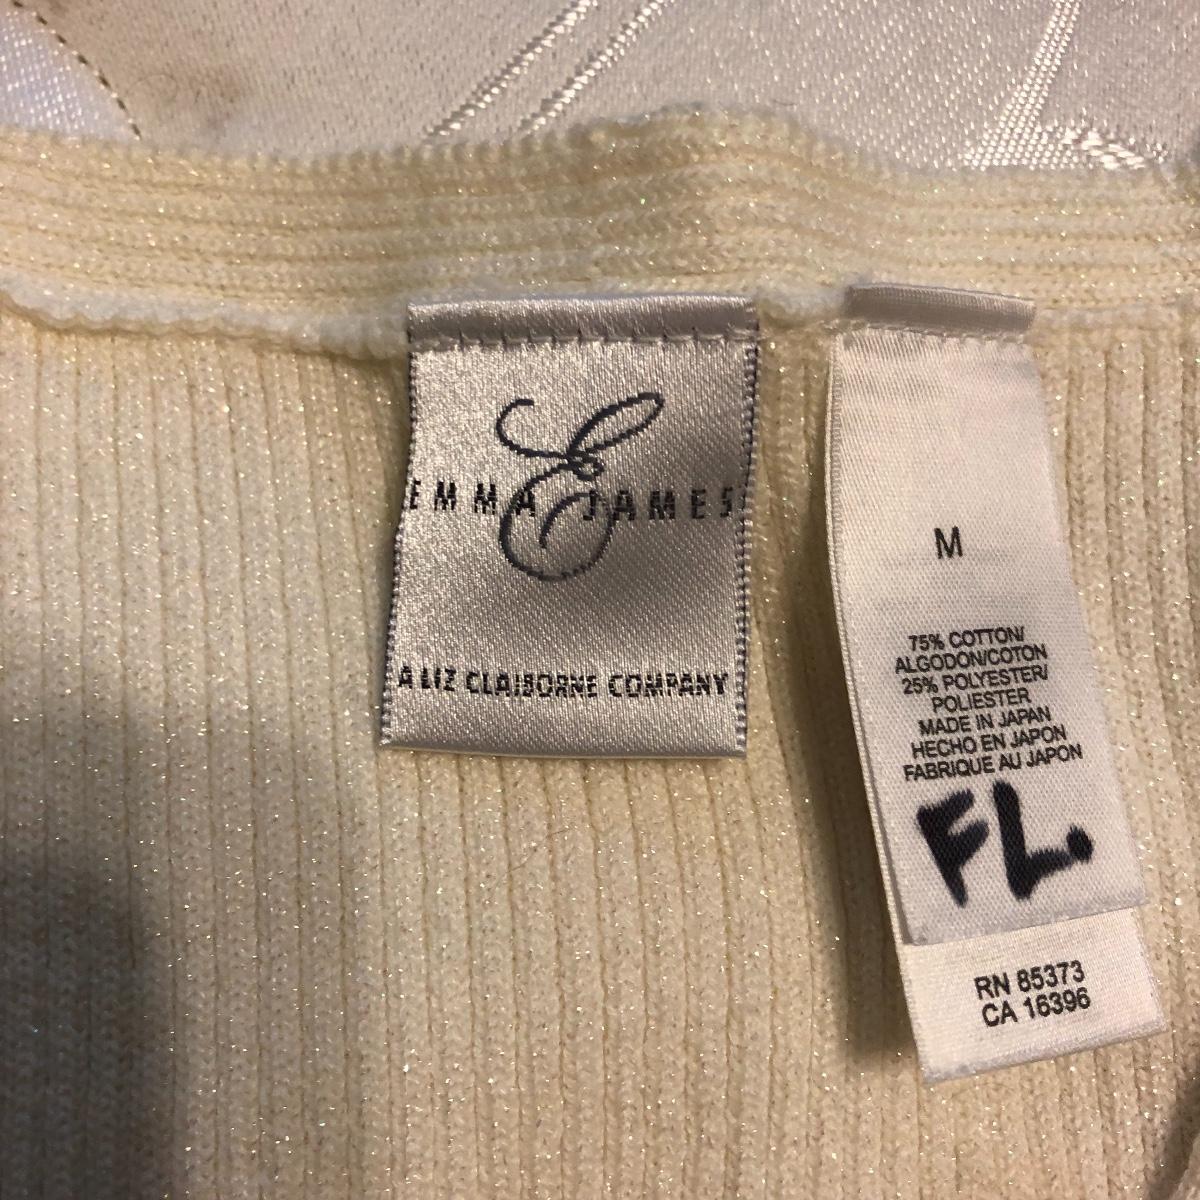 E
EMMA JAMES
A LIZ CLAIBORNE COMPANY
M
75% COTTON/
ALGODON/COTON
25% POLYESTER/
POLIESTER
MADE IN JAPAN
HECHO EN JAPON
FABRIQUE AU JAPON
FL.
RN 85373
CA 16396